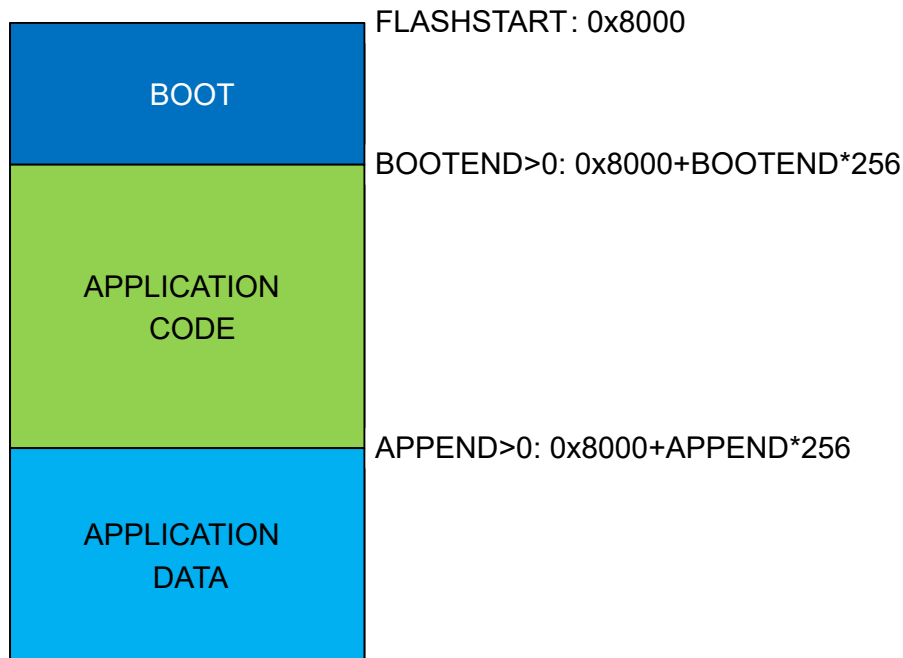 FLASHSTART: 0x8000
BOOT
BOOTEND>0: 0x8000+BOOTEND*256
APPLICATION
CODE
APPEND>0: 0x8000+APPEND*256
APPLICATION
DATA